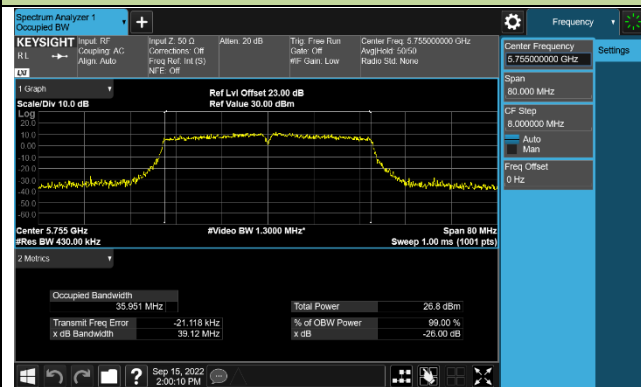 Spectrum Analyzer 1
Occupied BW
Frequency
KEYSIGHT
RL
LXI
Input: RF
Coupling: AC
Align: Auto
Input Z: 50 Ω
Corrections: Off
Freq Ref: Int (S)
NFE: Off
Atten: 20 dB
Trig: Free Run
Gate: Off
#IF Gain: Low
Center Freq: 5.755000000 GHz
Avg|Hold: 50/50
Radio Std: None
Center Frequency
5.755000000 GHz
Settings
Span
80.000 MHz
CF Step
8.000000 MHz
Auto
Man
Freq Offset
0 Hz
1 Graph
Scale/Div 10.0 dB
Ref Lvl Offset 23.00 dB
Ref Value 30.00 dBm
Log
20.0
10.0
0.00
-10.0
-20.0
-30.0
-40.0
-50.0
-60.0
Center 5.755 GHz
#Res BW 430.00 kHz
#Video BW 1.3000 MHz*
Span 80 MHz
Sweep 1.00 ms (1001 pts)
2 Metrics
Occupied Bandwidth
35.951 MHz
Total Power 26.8 dBm
Transmit Freq Error -21.118 kHz
% of OBW Power 99.00 %
x dB Bandwidth 39.12 MHz
x dB -26.00 dB
?
Sep 15, 2022
2:00:10 PM